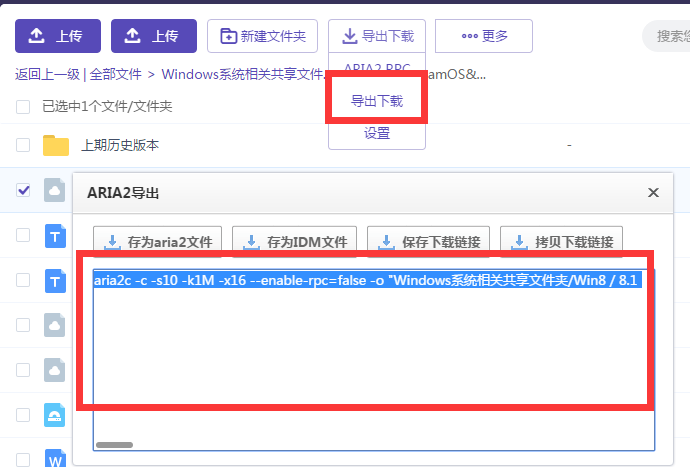 上传
上传
新建文件夹
导出下载
更多
搜索您
ARIA2 RPC
返回上一级 | 全部文件 > Windows系统相关共享文件
amOS&...
导出下载
已选中1个文件/文件夹
设置
上期历史版本
-
ARIA2导出
存为aria2文件
存为IDM文件
保存下载链接
拷贝下载链接
T
aria2c -c -s10 -k1M -x16 --enable-rpc=false -o "Windows系统相关共享文件夹/Win8 / 8.1
T
W